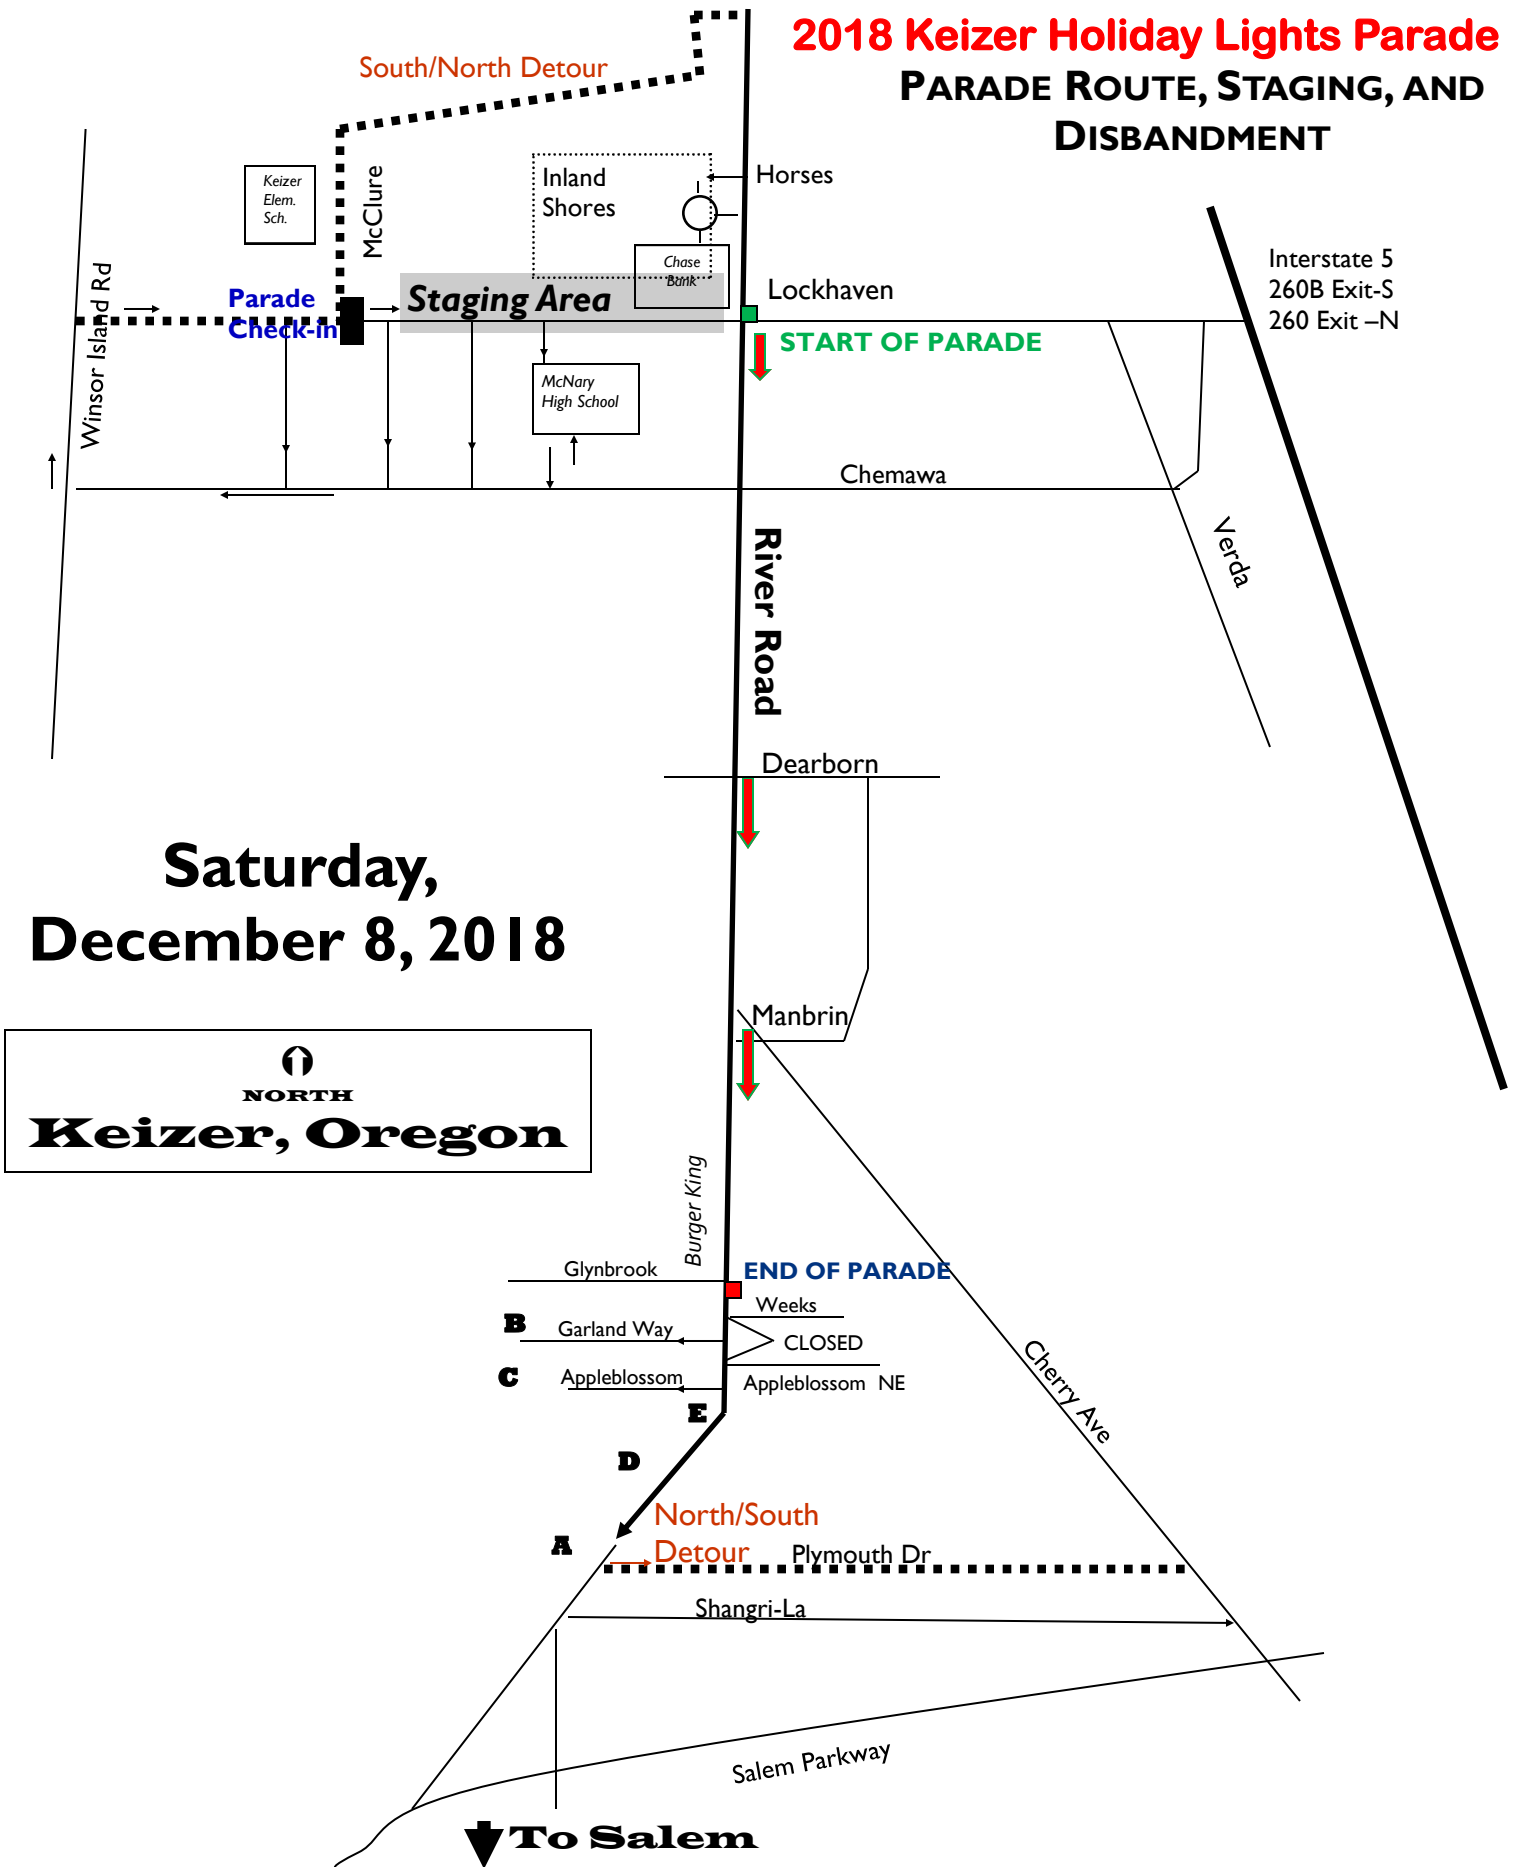 2018 Keizer Holiday Lights Parade
PARADE ROUTE, STAGING, AND
DISBANDMENT
South/North Detour
Keizer
Elem.
Sch.
McClure
Inland
Shores
Horses
Chase
Bank
Interstate 5
260B Exit-S
260 Exit –N
Winsor Island Rd
Parade
Check-in
Staging Area
Lockhaven
START OF PARADE
McNary
High School
Chemawa
Verda
River Road
Dearborn
Saturday,
December 8, 2018
Manbrin
NORTH
Keizer, Oregon
Burger King
Glynbrook
END OF PARADE
Weeks
B
Garland Way
CLOSED
C
Appleblossom
Appleblossom NE
E
Cherry Ave
D
North/South
Detour
A
Plymouth Dr
Shangri-La
Salem Parkway
To Salem